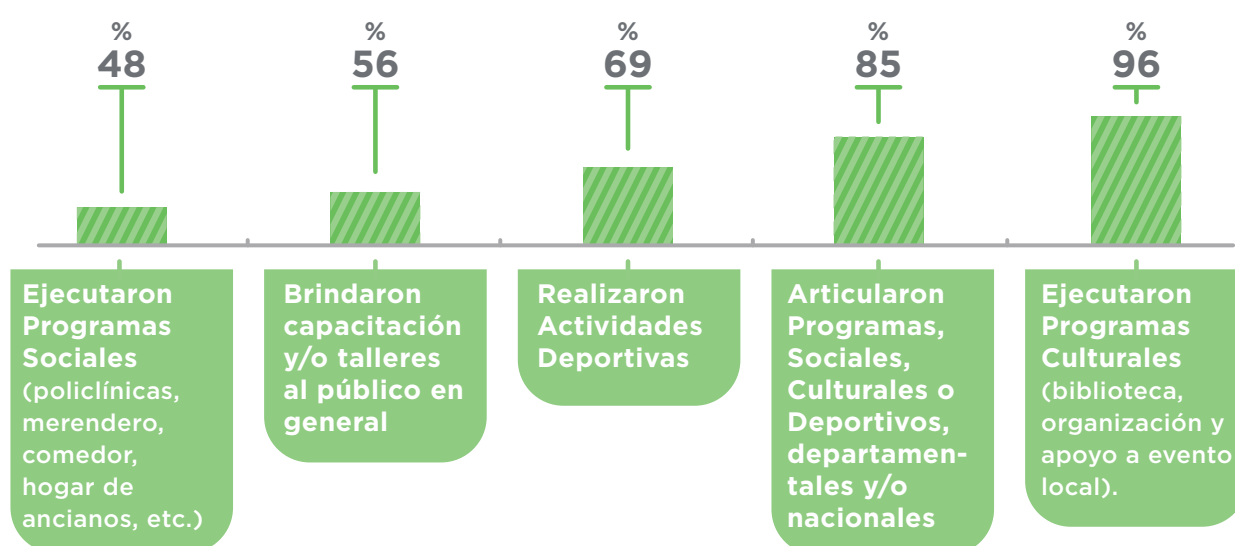 %
48
%
56
%
69
%
85
%
96
Ejecutaron
Programas
Sociales
(policlínicas,
merendero,
comedor,
hogar de
ancianos, etc.)
Brindaron
capacitación
y/o talleres
al público en
general
Realizaron
Actividades
Deportivas
Articularon
Programas,
Sociales,
Culturales o
Deportivos,
departamen-
tales y/o
nacionales
Ejecutaron
Programas
Culturales
(biblioteca,
organización y
apoyo a evento
local).